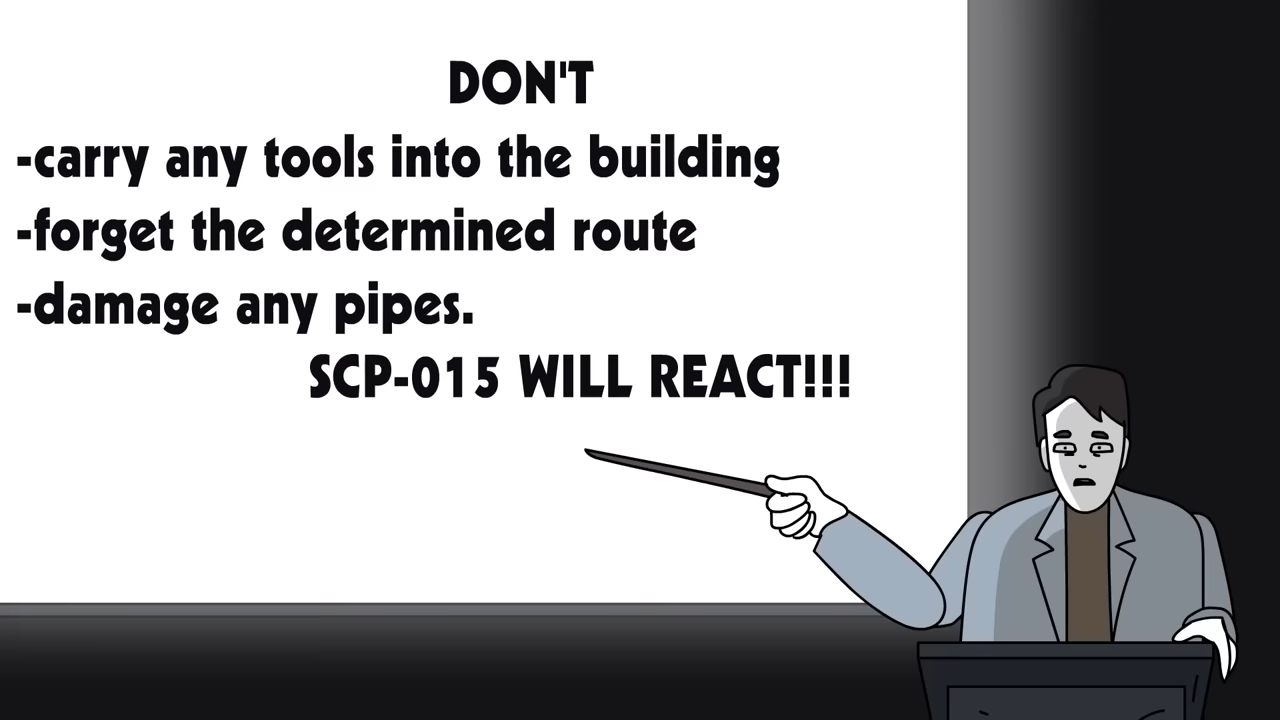 DON'T
-carry any tools into the building
-forget the determined route
-damage any pipes.
SCP-015 WILL REACT!!!